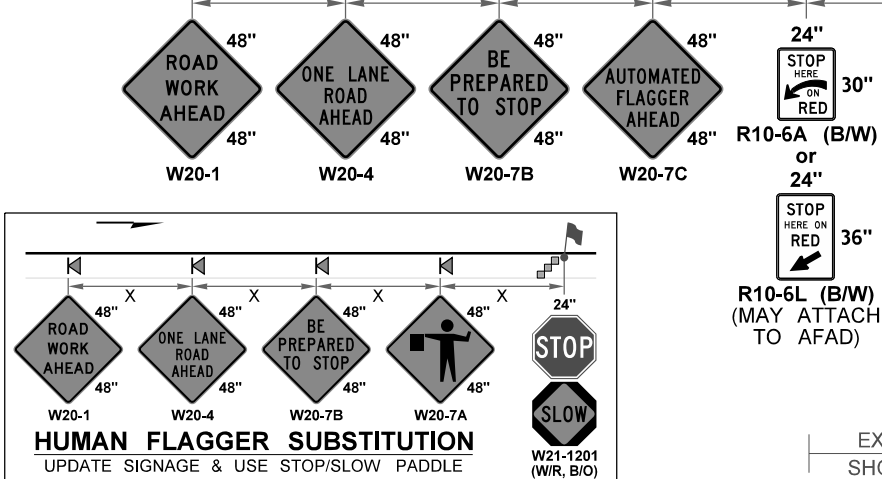 48" 48" 48" 48" 24"
ROAD
WORK
AHEAD
48"
W20-1
ONE LANE
ROAD
AHEAD
48"
W20-4
BE
PREPARED
TO STOP
48"
W20-7B
AUTOMATED
FLAGGER
AHEAD
48"
W20-7C
STOP
HERE
ON
RED
30"
R10-6A (B/W)
or
24"
STOP
HERE ON
RED
36"
R10-6L (B/W)
(MAY ATTACH
TO AFAD)
X X X X
48" 48" 48" 48" 24"
ROAD
WORK
AHEAD
48"
W20-1
ONE LANE
ROAD
AHEAD
48"
W20-4
BE
PREPARED
TO STOP
48"
W20-7B
48"
W20-7A
STOP
SLOW
W21-1201
(W/R, B/O)
HUMAN FLAGGER SUBSTITUTION
UPDATE SIGNAGE & USE STOP/SLOW PADDLE